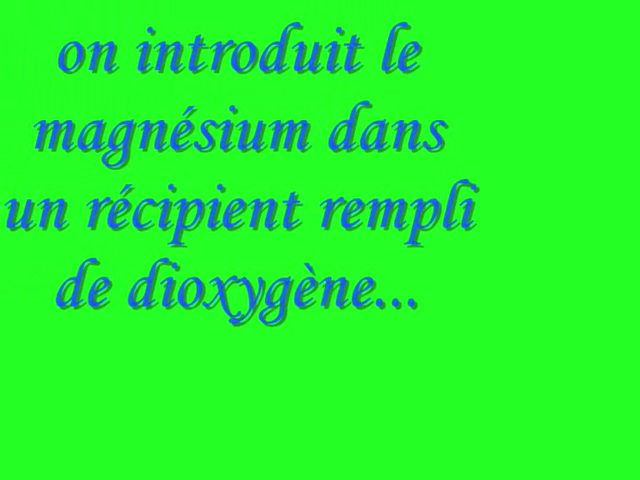 on introduit le
magnésium dans
un récipient rempli
de dioxygène...